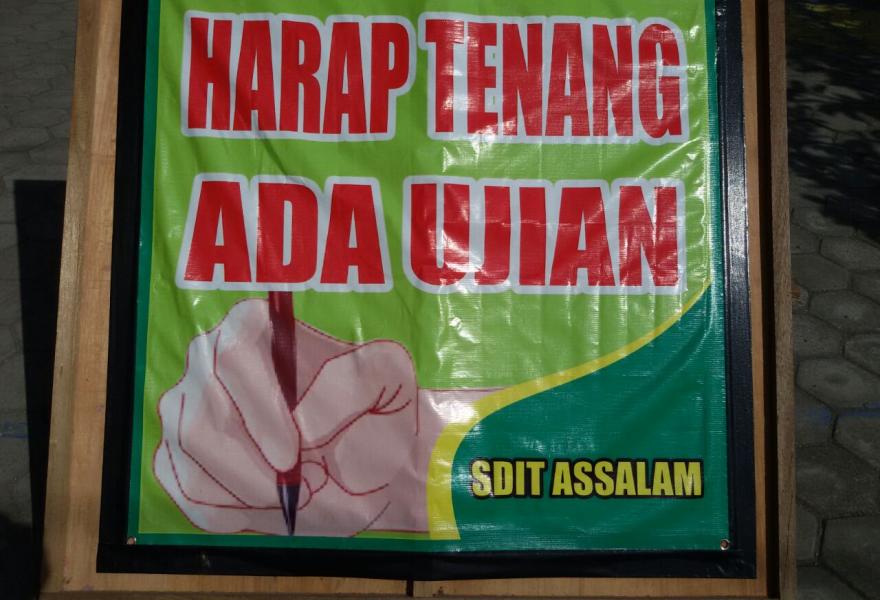 HARAP TENANG
ADA UJIAN
SDIT ASSALAM